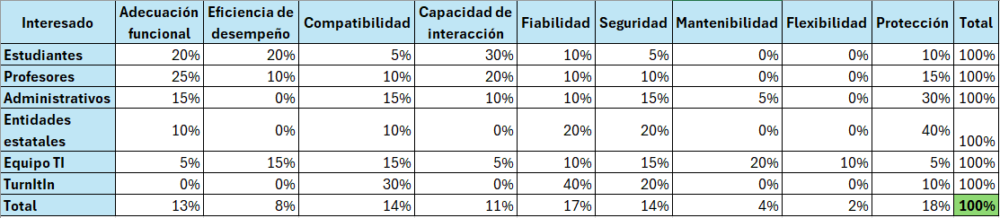 Interesado Adecuación funcional Eficiencia de desempeño Compatibilidad Capacidad de interacción Fiabilidad Seguridad Mantenibilidad Flexibilidad Protección Total
Estudiantes 20% 20% 5% 30% 10% 5% 0% 0% 10% 100%
Profesores 25% 10% 10% 20% 10% 10% 0% 0% 15% 100%
Administrativos 15% 0% 15% 10% 10% 15% 5% 0% 30% 100%
Entidades estatales 10% 0% 10% 0% 20% 20% 0% 0% 40% 100%
Equipo TI 5% 15% 15% 5% 10% 15% 20% 10% 5% 100%
TurnItIn 0% 0% 30% 0% 40% 20% 0% 0% 10% 100%
Total 13% 8% 14% 11% 17% 14% 4% 2% 18% 100%